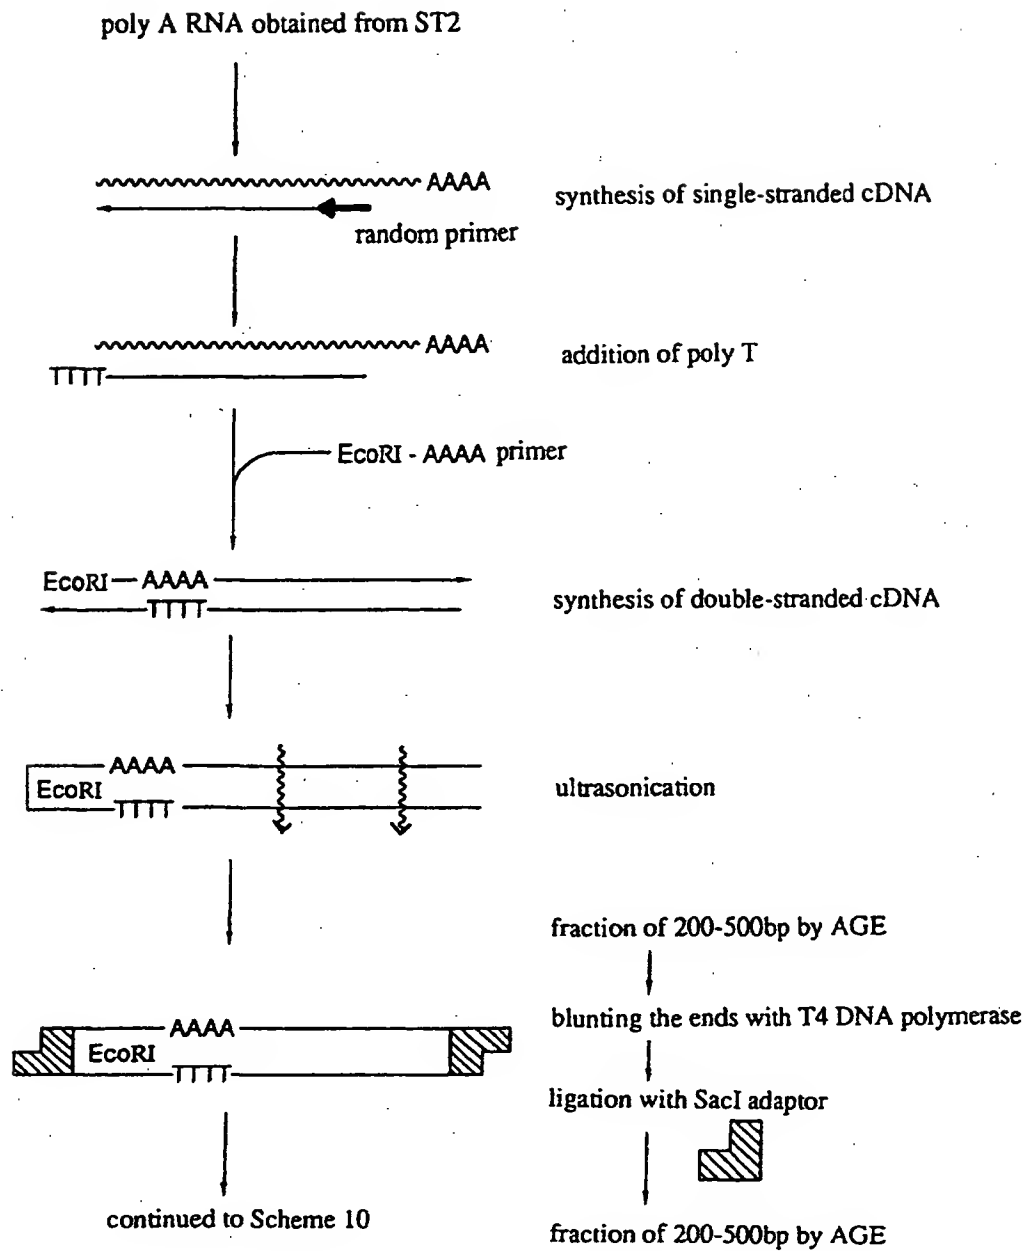 poly A RNA obtained from ST2
AAAA
synthesis of single-stranded cDNA
random primer
AAAA
addition of poly T
TTTT
EcoRI - AAAA primer
EcoRI AAAA
TTTT
synthesis of double-stranded cDNA
AAAA
EcoRI
TTTT
ultrasonication
fraction of 200-500bp by AGE
blunting the ends with T4 DNA polymerase
AAAA
EcoRI
TTTT
ligation with SacI adaptor
continued to Scheme 10
fraction of 200-500bp by AGE